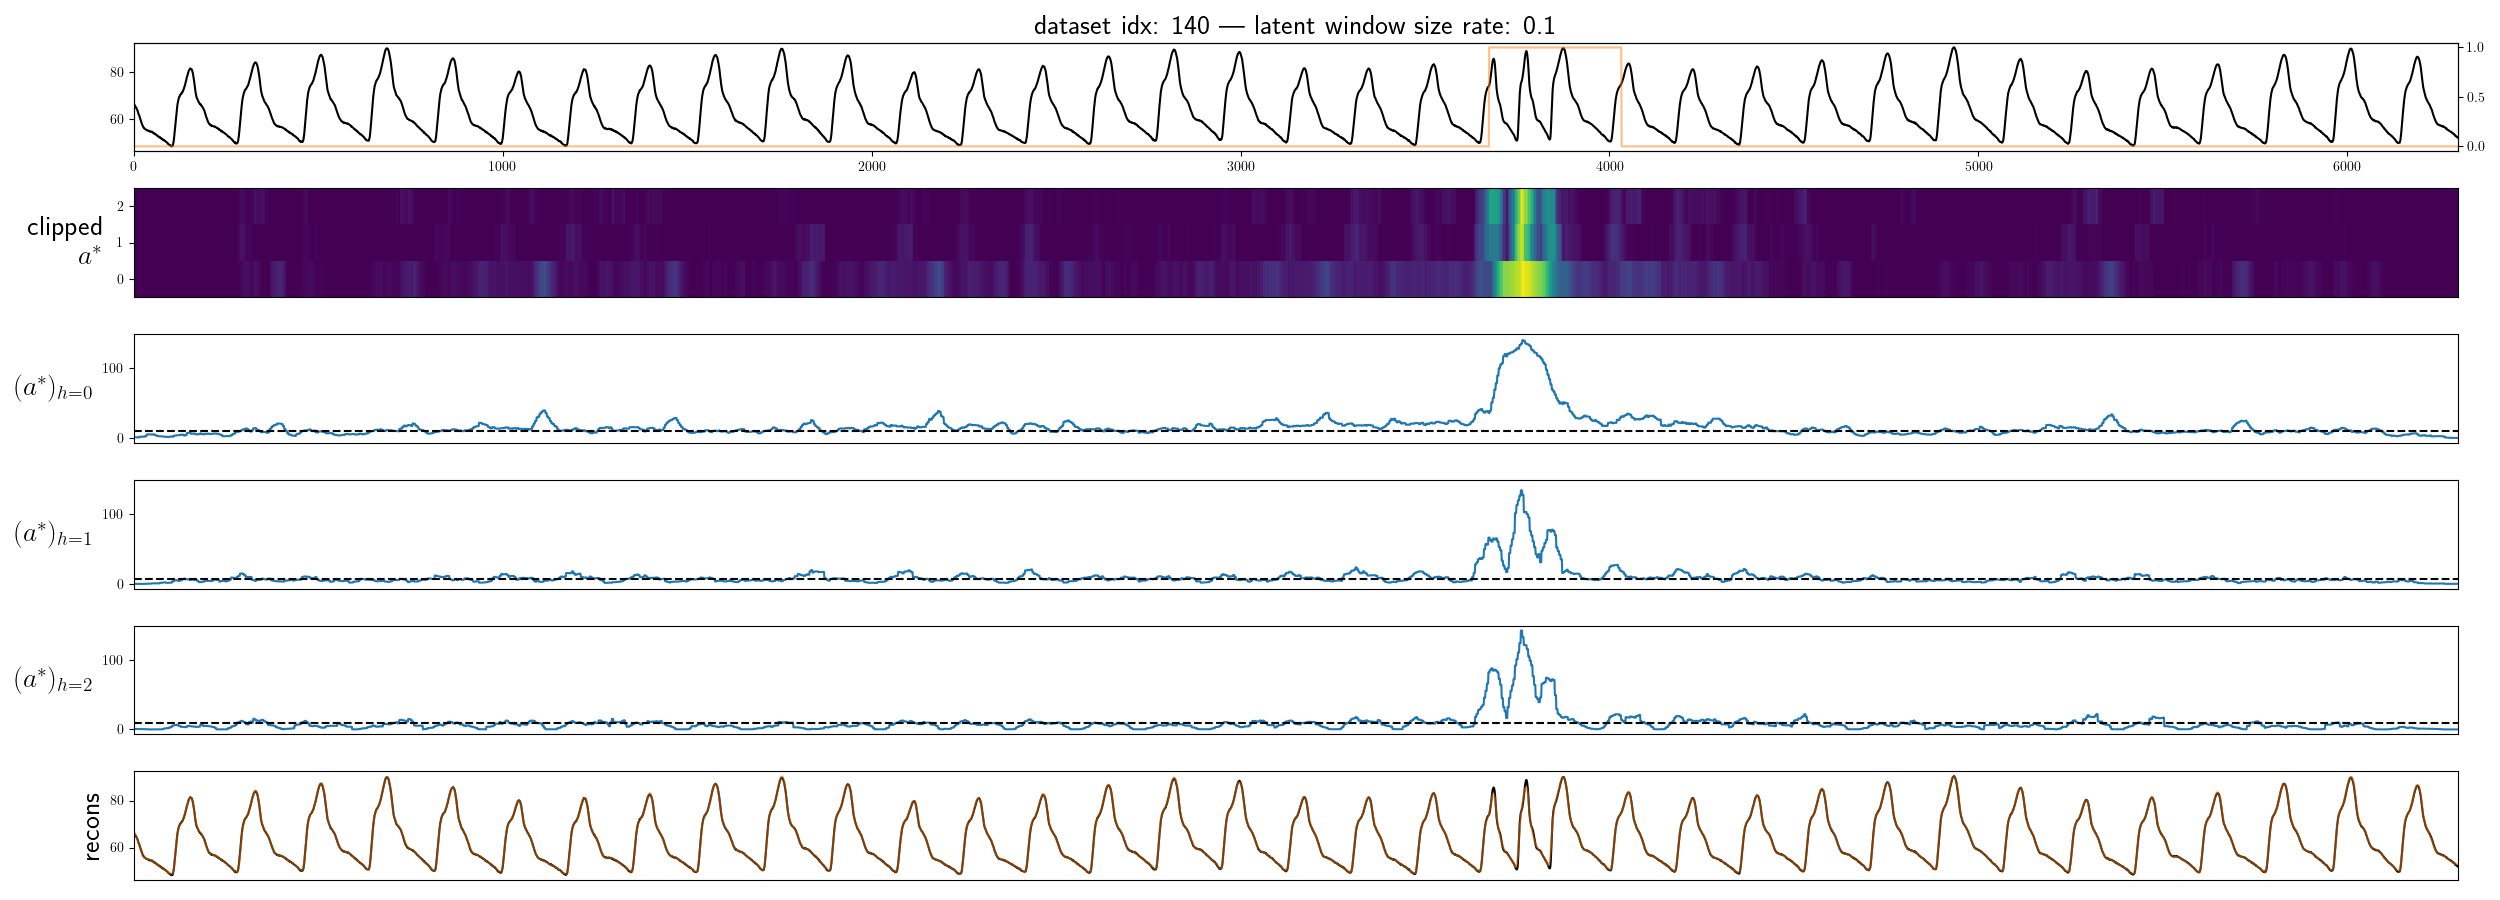 dataset idx: 140 — latent window size rate: 0.1
80
60
1.0
0.5
0.0
0 1000 2000 3000 4000 5000 6000
clipped
a*
2
1
0
(a*)h=0
100
0
(a*)h=1
100
0
(a*)h=2
100
0
recons
80
60